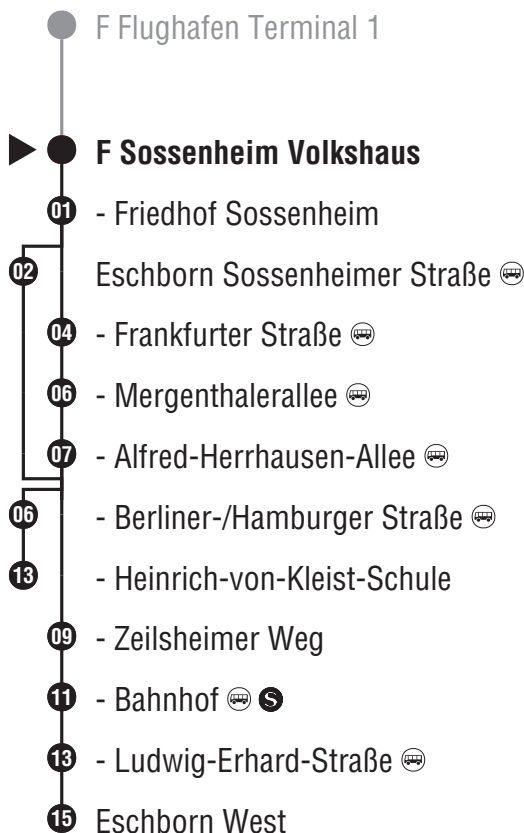 F Flughafen Terminal 1
F Sossenheim Volkshaus
01 - Friedhof Sossenheim
02 Eschborn Sossenheimer Straße
04 - Frankfurter Straße
06 - Mergenthalerallee
07 - Alfred-Herrhausen-Allee
06 - Berliner-/Hamburger Straße
13 - Heinrich-von-Kleist-Schule
09 - Zeilsheimer Weg
11 - Bahnhof S
13 - Ludwig-Erhard-Straße
15 Eschborn West